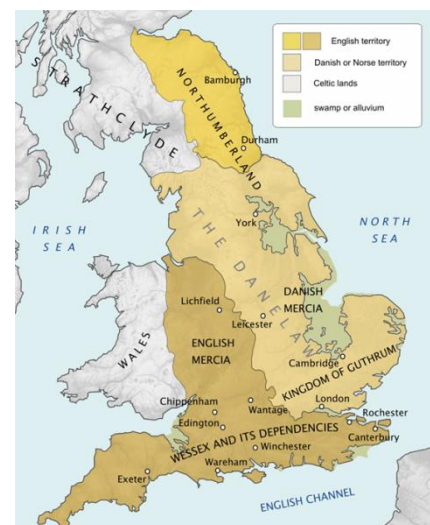 English territory
Danish or Norse territory
Celtic lands
swamp or alluvium
STRATHCLYDE
NORTHUMBERLAND
Bamburgh
Durham
York
IRISH
SEA
NORTH
SEA
THE DANELAW
DANISH
MERCIA
Lichfield
Leicester
ENGLISH
MERCIA
WALES
Cambridge
KINGDOM OF GUTHRUM
Chippenham
Wantage
London
Rochester
Edington
WESSEX AND ITS DEPENDENCIES
Canterbury
Winchester
Exeter
Wareham
ENGLISH CHANNEL